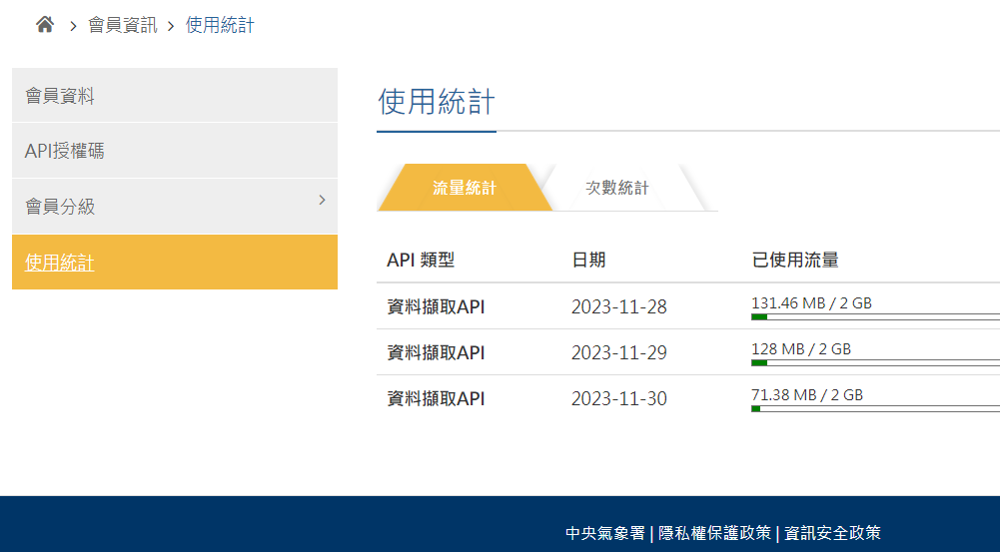 會員資訊 > 使用統計
會員資料
API授權碼
會員分級
使用統計
使用統計
流量統計 次數統計
API 類型 日期 已使用流量
資料擷取API 2023-11-28 131.46 MB / 2 GB
資料擷取API 2023-11-29 128 MB / 2 GB
資料擷取API 2023-11-30 71.38 MB / 2 GB
中央氣象署 | 隱私權保護政策 | 資訊安全政策